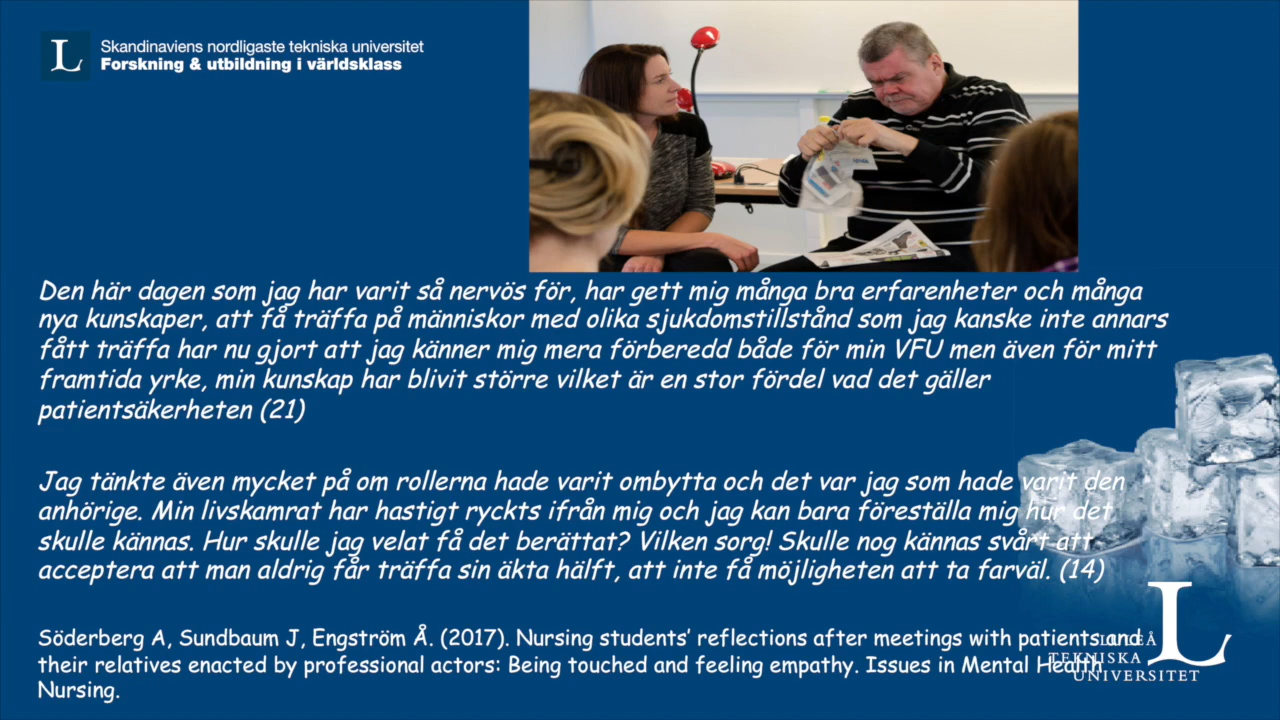 L
Skandinaviens nordligaste tekniska universitet
Forskning & utbildning i världsklass
Den här dagen som jag har varit så nervös för, har gett mig många bra erfarenheter och många
nya kunskaper, att få träffa på människor med olika sjukdomstillstånd som jag kanske inte annars
fått träffa har nu gjort att jag känner mig mera förberedd både för min VFU men även för mitt
framtida yrke, min kunskap har blivit större vilket är en stor fördel vad det gäller
patientsäkerheten (21)
Jag tänkte även mycket på om rollerna hade varit ombytta och det var jag som hade varit den
anhörige. Min livskamrat har hastigt ryckts ifrån mig och jag kan bara föreställa mig hur det
skulle kännas. Hur skulle jag velat få det berättat? Vilken sorg! Skulle nog kännas svårt att
acceptera att man aldrig får träffa sin äkta hälft, att inte få möjligheten att ta farväl. (14)
Söderberg A, Sundbaum J, Engström Å. (2017). Nursing students’ reflections after meetings with patients and
their relatives enacted by professional actors: Being touched and feeling empathy. Issues in Mental Health
Nursing.
LULEÅ
TEKNISKA
UNIVERSITET
L